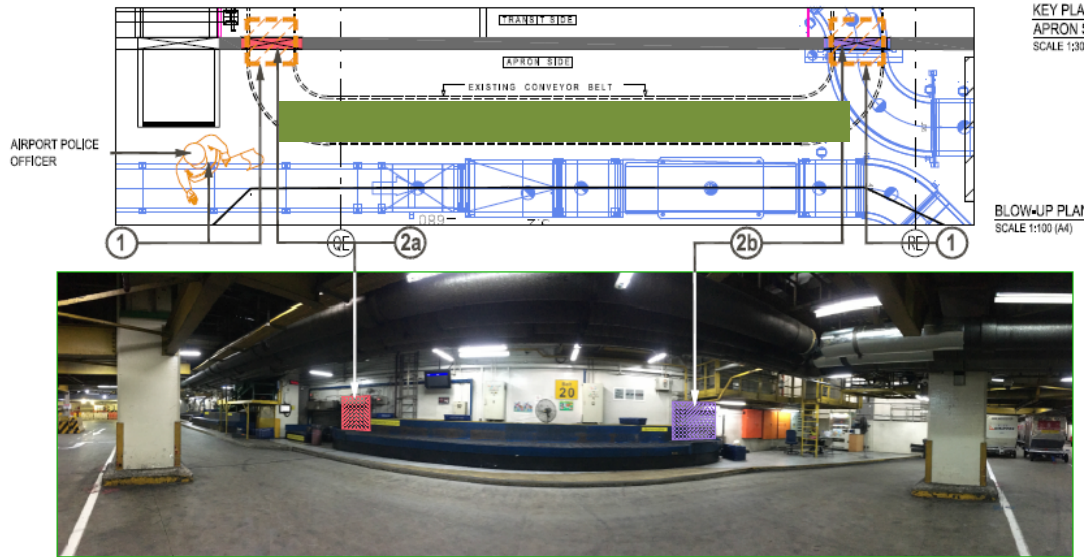 TRANSIT SIDE
KEY PLA
APRON S
SCALE 1:30
APRON SIDE
EXISTING CONVEYOR BELT
AIRPORT POLICE
OFFICER
BLOW-UP PLAN
SCALE 1:100 (A4)
1
QE
2a
2b
RE
1
20